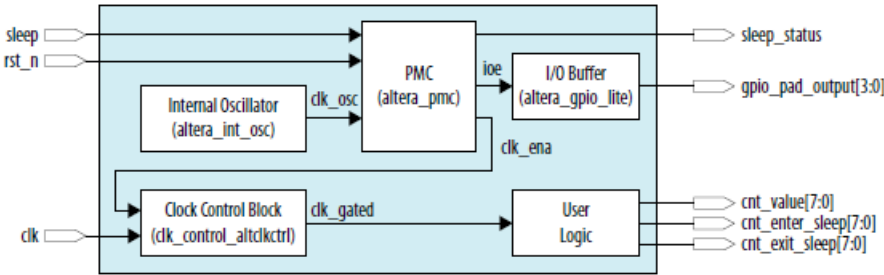 sleep
rst_n
clk
Internal Oscillator
(altera_int_osc)
clk_osc
PMC
(altera_pmc)
ioe
I/O Buffer
(altera_gpio_lite)
clk_ena
Clock Control Block
(clk_control_altclkctrl)
clk_gated
User
Logic
sleep_status
gpio_pad_output[3:0]
cnt_value[7:0]
cnt_enter_sleep[7:0]
cnt_exit_sleep[7:0]